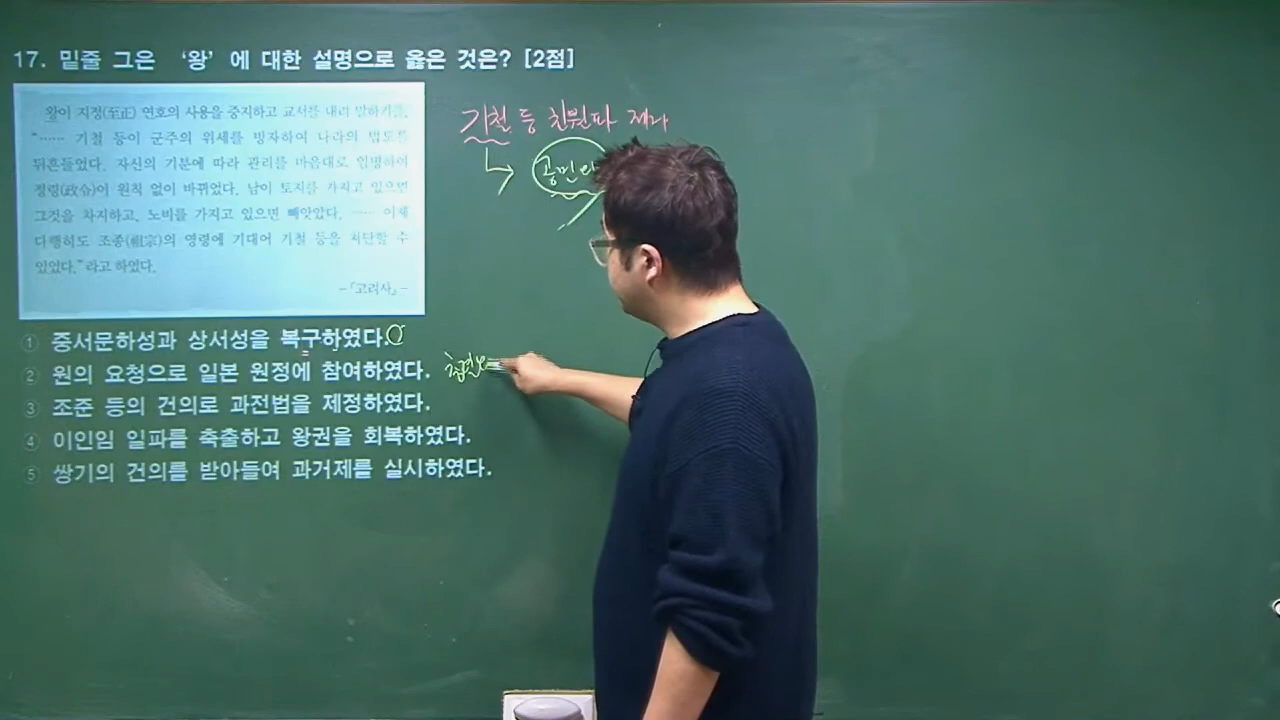 17. 밑줄 그은 ‘왕’에 대한 설명으로 옳은 것은? [2점]
왕이 지정(至正) 연호의 사용을 중지하고 교서를 내려 말하기를,
“…… 기철 등이 군주의 위세를 빙자하여 나라의 법도를
뒤흔들었다. 자신의 기분에 따라 관리를 마음대로 임명하여
정령(政令)이 원칙 없이 바뀌었다. 남이 토지를 가지고 있으면
그것을 차지하고, 노비를 가지고 있으면 빼앗았다. …… 이제
다행히도 조종(祖宗)의 영령에 기대어 기철 등을 처단할 수
있었다.”라고 하였다.
-「고려사」-
① 중서문하성과 상서성을 복구하였다.
② 원의 요청으로 일본 원정에 참여하였다.
③ 조준 등의 건의로 과전법을 제정하였다.
④ 이인임 일파를 축출하고 왕권을 회복하였다.
⑤ 쌍기의 건의를 받아들여 과거제를 실시하였다.
기철 등 친원파 제거
공민왕